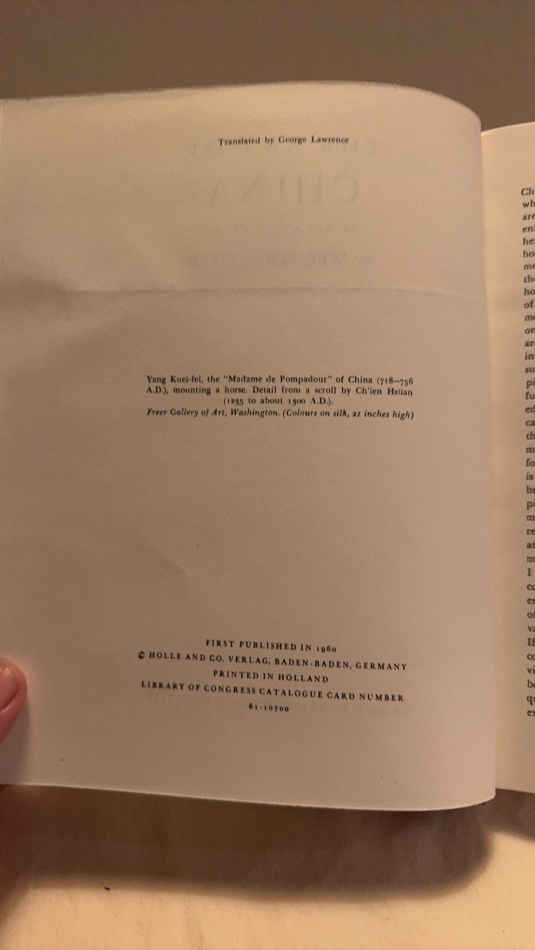 Translated by George Lawrence
CHINA
Yang Kuei-fei, the "Madame de Pompadour" of China (718–756
A.D.), mounting a horse. Detail from a scroll by Ch'ien Hsüan
(1235 to about 1300 A.D.).
Freer Gallery of Art, Washington. (Colours on silk, 21 inches high)
FIRST PUBLISHED IN 1960
© HOLLE AND CO. VERLAG, BADEN-BADEN, GERMANY
PRINTED IN HOLLAND
LIBRARY OF CONGRESS CATALOGUE CARD NUMBER
61-10700